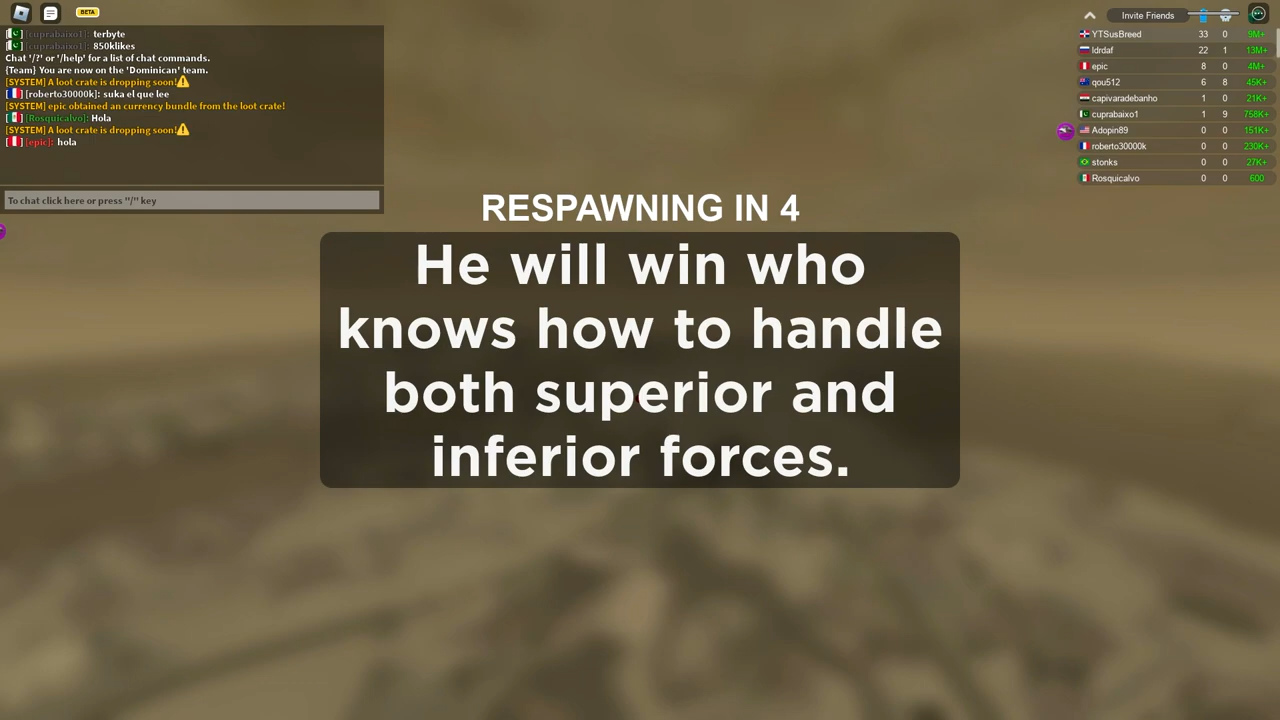 BETA
[cuprabaixo1]: terbyte
[cuprabaixo1]: 850klikes
Chat '/?' or '/help' for a list of chat commands.
{Team} You are now on the 'Dominican' team.
[SYSTEM] A loot crate is dropping soon!⚠️
[roberto30000k]: suka el que lee
[SYSTEM] epic obtained an currency bundle from the loot crate!
[Rosquicalvo]: Hola
[SYSTEM] A loot crate is dropping soon!⚠️
[epic]: hola
To chat click here or press "/" key
Invite Friends
YTSusBreed 33 0 9M+
ldrdaf 22 1 13M+
epic 8 0 4M+
qou512 6 8 45K+
capivaradebanho 1 0 21K+
cuprabaixo1 1 9 758K+
Adopin89 0 0 151K+
roberto30000k 0 0 230K+
stonks 0 0 27K+
Rosquicalvo 0 0 600
RESPAWNING IN 4
He will win who
knows how to handle
both superior and
inferior forces.